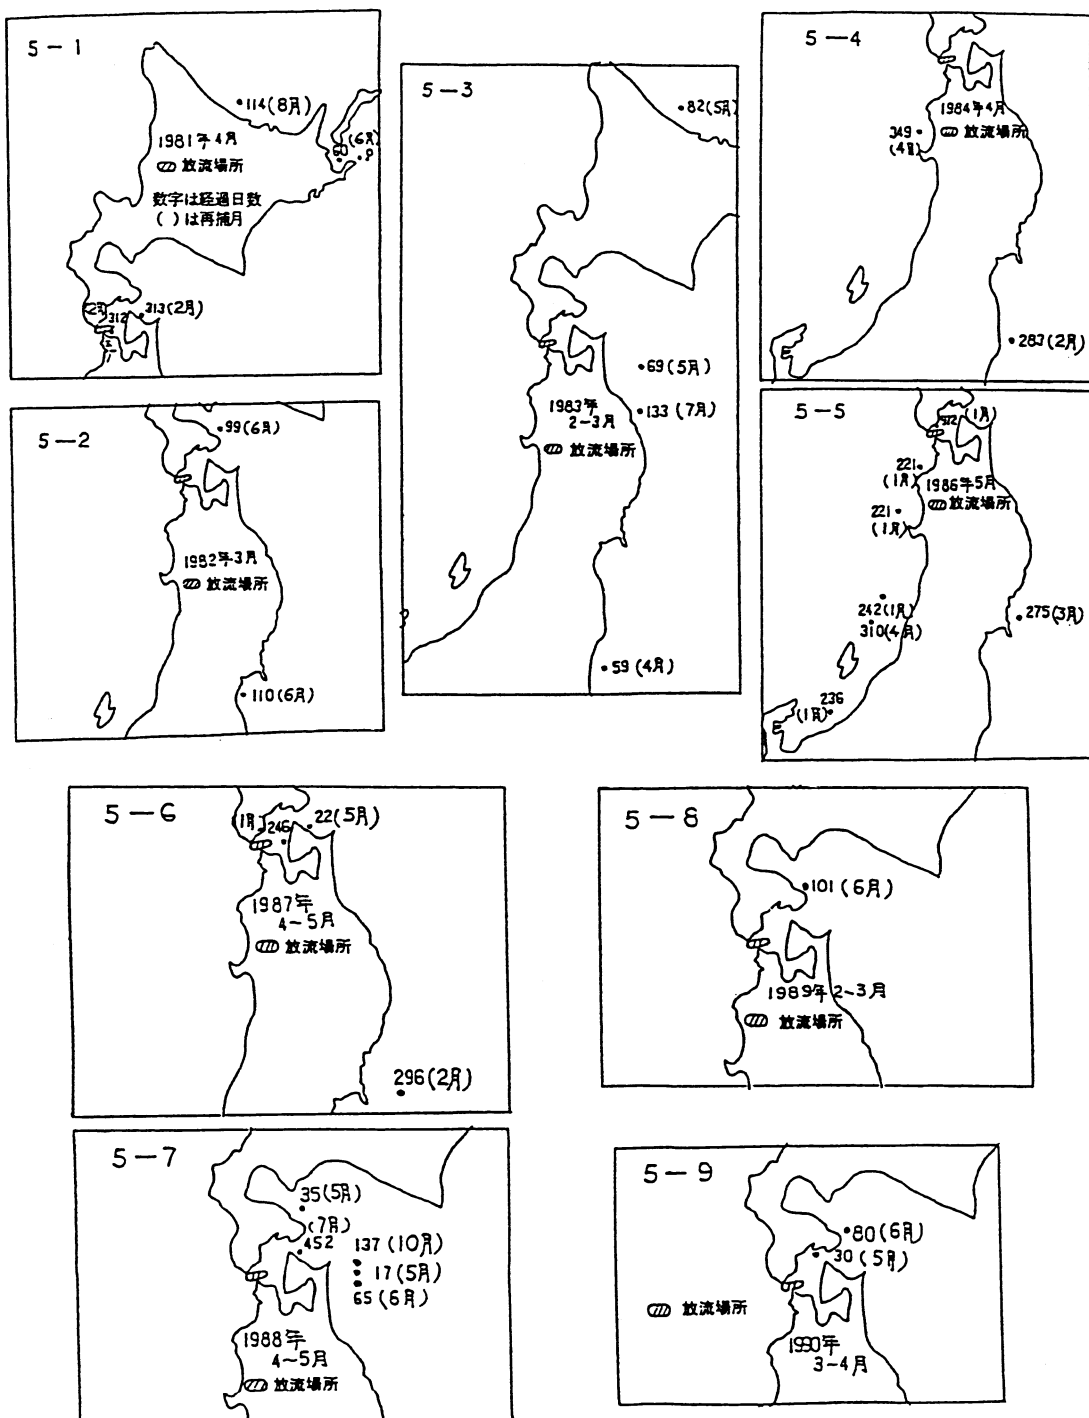 5-1
114(8月)
(6月)
60
9
1981年4月
放流場所
数字は経過日数
( )は再捕月
312
313(2月)
5-2
99(6月)
1982年3月
放流場所
110(6月)
5-3
82(5月)
69(5月)
133(7月)
1983年
2-3月
放流場所
59(4月)
5-4
1984年4月
放流場所
349
(4月)
283(2月)
5-5
312
(1月)
221
(1月)
1986年5月
放流場所
221
(1月)
242(1月)
310(4月)
275(3月)
236
(1月)
5-6
(1月)
246
22(5月)
1987年
4~5月
放流場所
296(2月)
5-7
35(5月)
(7月)
452
137(10月)
17(5月)
65(6月)
1988年
4~5月
放流場所
5-8
101(6月)
1989年2~3月
放流場所
5-9
80(6月)
30(5月)
放流場所
1990年
3-4月